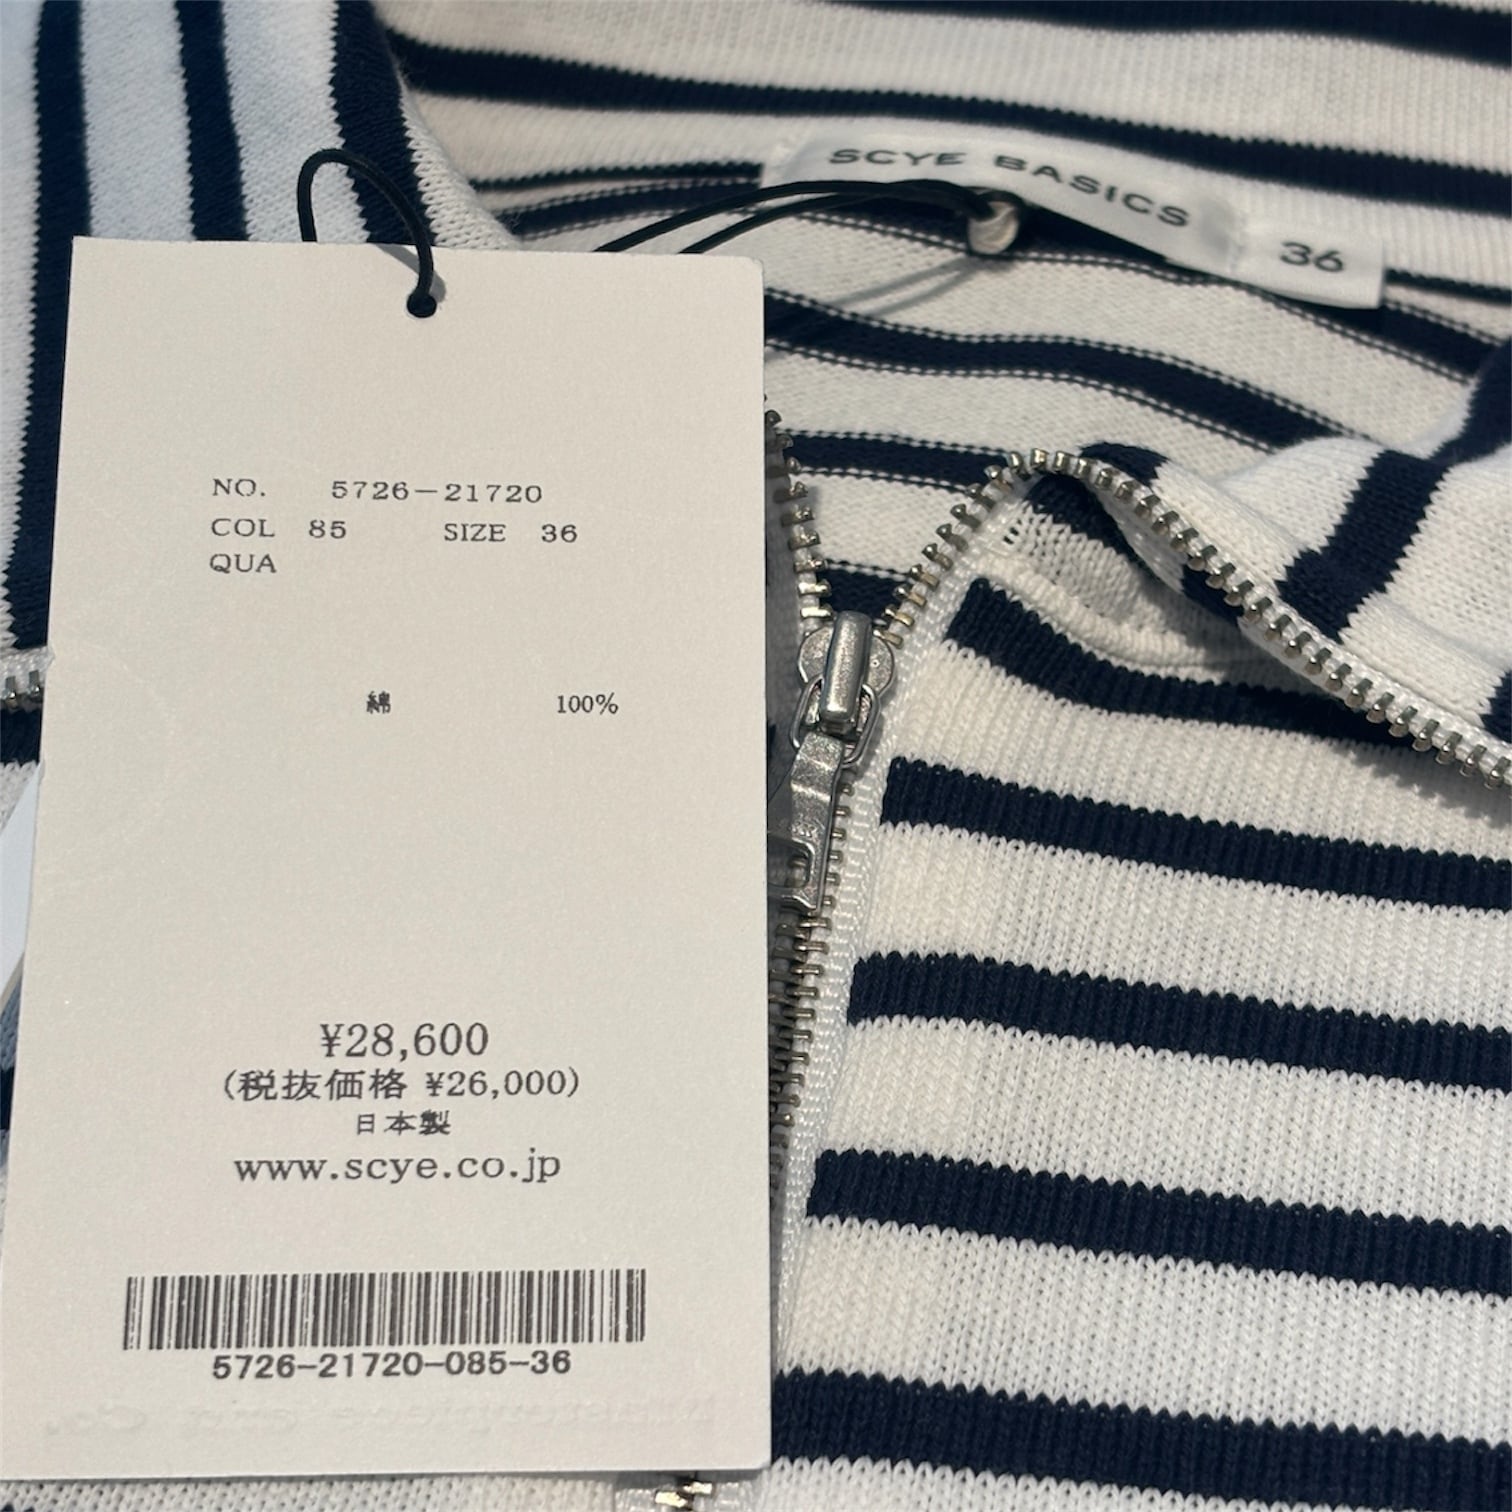 SCYE BASICS
36
NO. 5726-21720
COL 85 SIZE 36
QUA
綿 100%
¥28,600
(税抜価格 ¥26,000)
日本製
www.scye.co.jp
5726-21720-085-36